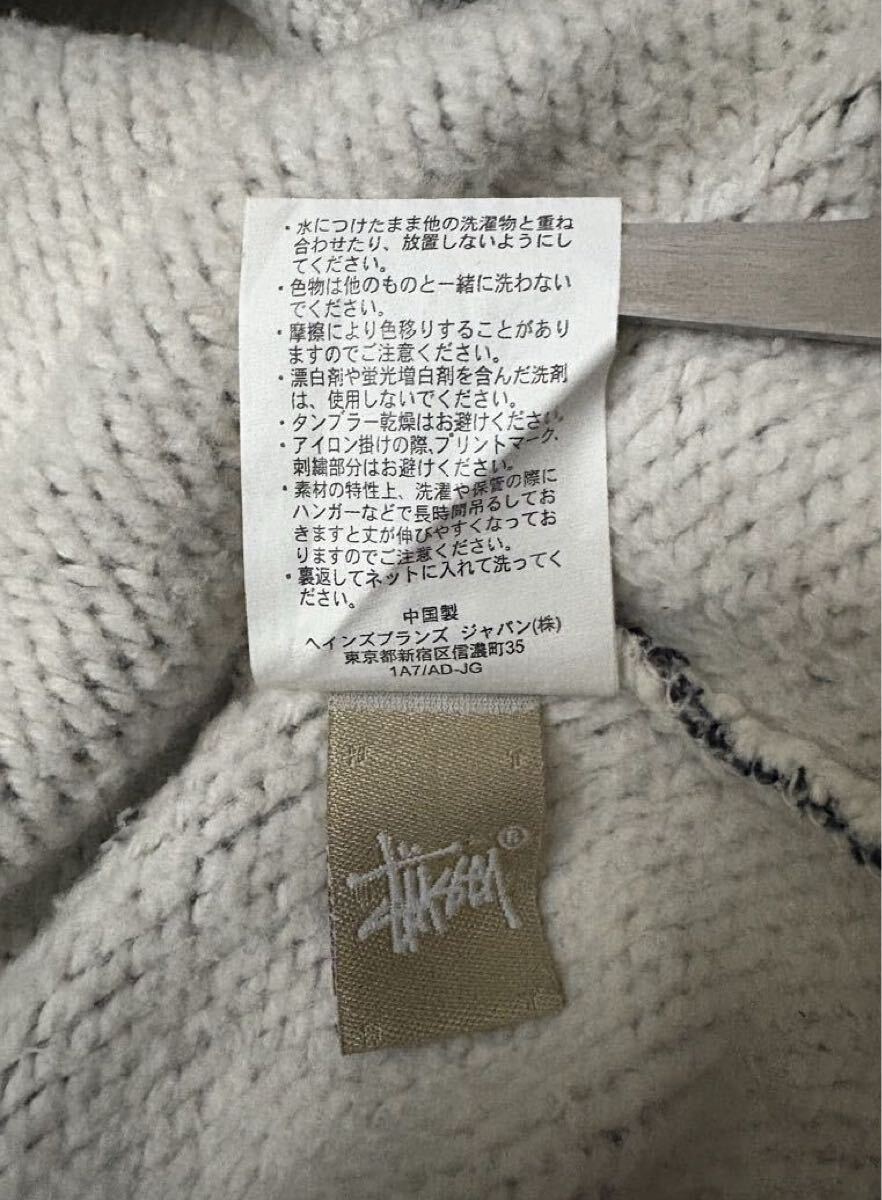 ・水につけたまま他の洗濯物と重ね
合わせたり、放置しないようにし
てください。
・色物は他のものと一緒に洗わない
でください。
・摩擦により色移りすることがあり
ますのでご注意ください。
・漂白剤や蛍光増白剤を含んだ洗剤
は、使用しないでください。
・タンブラー乾燥はお避けください。
・アイロン掛けの際、プリントマーク、
刺繍部分はお避けください。
・素材の特性上、洗濯や保管の際に
ハンガーなどで長時間吊るしてお
きますと丈が伸びやすくなってお
りますのでご注意ください。
・裏返してネットに入れて洗ってく
ださい。
中国製
ヘインズブランズ ジャパン(株)
東京都新宿区信濃町35
1A7/AD-JG
Stüssy®